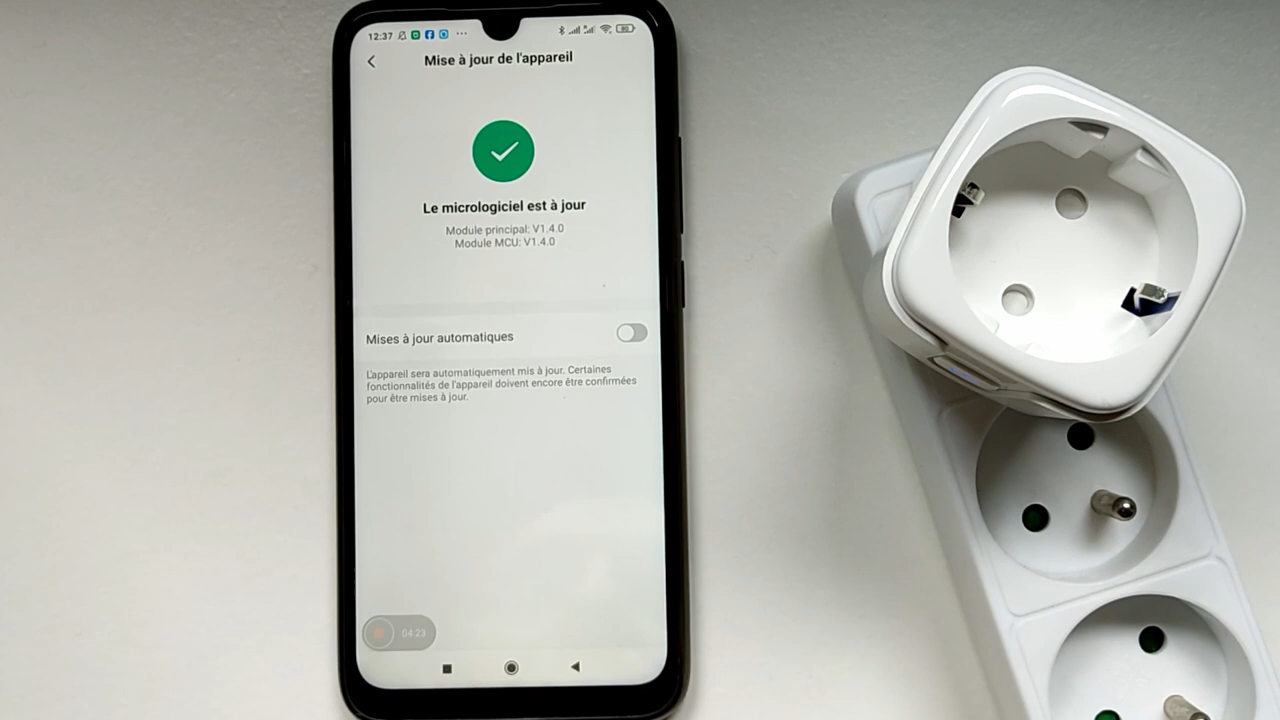 12:37
80
Mise à jour de l'appareil
Le micrologiciel est à jour
Module principal: V1.4.0
Module MCU: V1.4.0
Mises à jour automatiques
L'appareil sera automatiquement mis à jour. Certaines
fonctionnalités de l'appareil doivent encore être confirmées
pour être mises à jour.
04:23